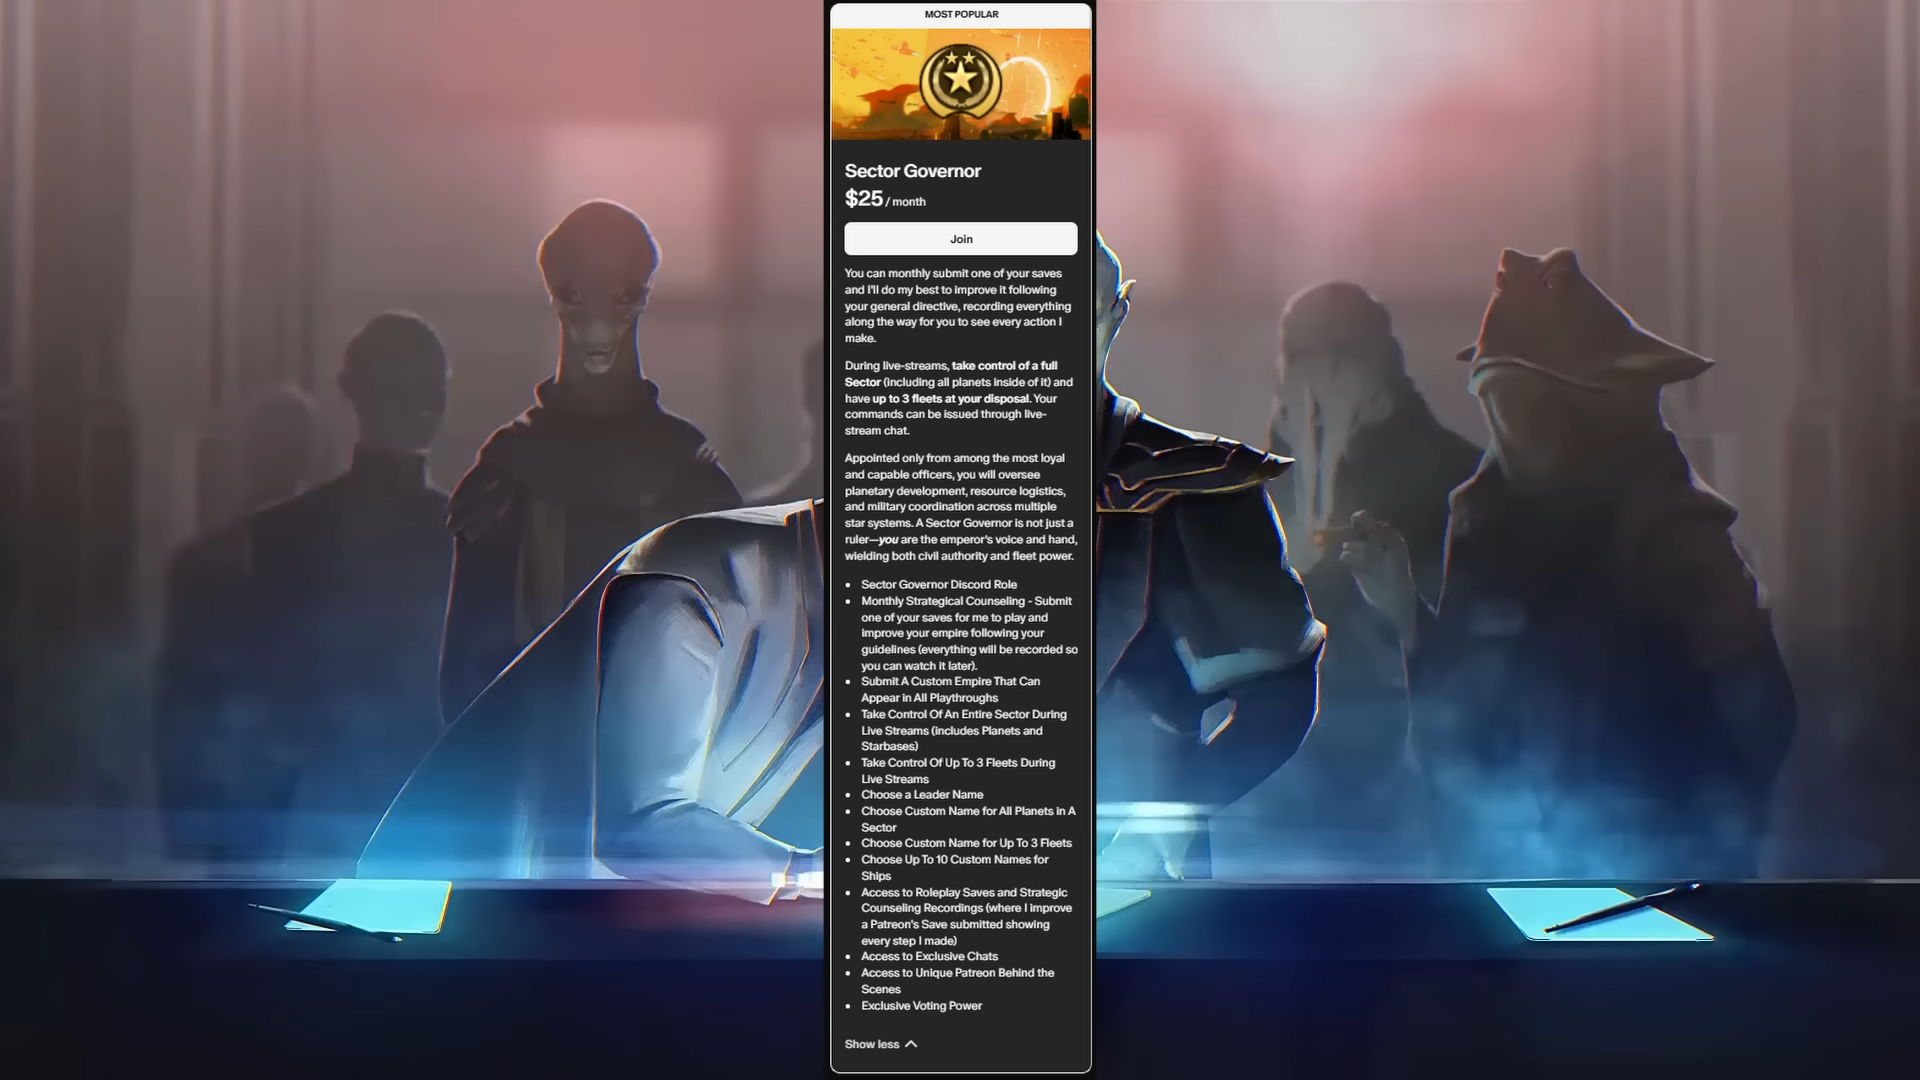 MOST POPULAR
Sector Governor
$25 / month
Join
You can monthly submit one of your saves
and I'll do my best to improve it following
your general directive, recording everything
along the way for you to see every action I
make.
During live-streams, take control of a full
Sector (including all planets inside of it) and
have up to 3 fleets at your disposal. Your
commands can be issued through live-
stream chat.
Appointed only from among the most loyal
and capable officers, you will oversee
planetary development, resource logistics,
and military coordination across multiple
star systems. A Sector Governor is not just a
ruler—you are the emperor's voice and hand,
wielding both civil authority and fleet power.
• Sector Governor Discord Role
• Monthly Strategical Counseling - Submit
one of your saves for me to play and
improve your empire following your
guidelines (everything will be recorded so
you can watch it later).
• Submit A Custom Empire That Can
Appear in All Playthroughs
• Take Control Of An Entire Sector During
Live Streams (includes Planets and
Starbases)
• Take Control Of Up To 3 Fleets During
Live Streams
• Choose a Leader Name
• Choose Custom Name for All Planets in A
Sector
• Choose Custom Name for Up To 3 Fleets
• Choose Up To 10 Custom Names for
Ships
• Access to Roleplay Saves and Strategic
Counseling Recordings (where I improve
a Patreon's Save submitted showing
every step I made)
• Access to Exclusive Chats
• Access to Unique Patreon Behind the
Scenes
• Exclusive Voting Power
Show less